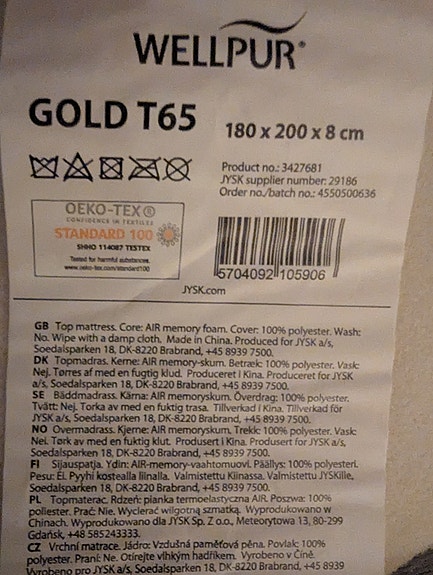 WELLPUR®
GOLD T65
180 x 200 x 8 cm
Product no.: 3427681
JYSK supplier number: 29186
Order no./batch no.: 4550500636
OEKO-TEX®
CONFIDENCE IN TEXTILES
STANDARD 100
SHHO 114087 TESTEX
Tested for harmful substances.
www.oeko-tex.com/standard100
5704092 105906
JYSK.com
GB Top mattress. Core: AIR memory foam. Cover: 100% polyester. Wash:
No. Wipe with a damp cloth. Made in China. Produced for JYSK a/s,
Soedalsparken 18, DK-8220 Brabrand, +45 8939 7500.
DK Topmadras. Kerne: AIR memory-skum. Betræk: 100% polyester. Vask:
Nej. Tørres af med en fugtig klud. Produceret i Kina. Produceret for JYSK
a/s, Soedalsparken 18, DK-8220 Brabrand, +45 8939 7500.
SE Bäddmadrass. Kärna: AIR memoryskum. Överdrag: 100% polyester.
Tvätt: Nej. Torka av med en fuktig trasa. Tillverkad i Kina. Tillverkad för
JYSK a/s, Soedalsparken 18, DK-8220 Brabrand, +45 8939 7500.
NO Overmadrass. Kjerne: AIR memoryskum. Trekk: 100% polyester. Vask:
Nei. Tørk av med en fuktig klut. Produsert i Kina. Produsert for JYSK a/s,
Soedalsparken 18, DK-8220 Brabrand, +45 8939 7500.
FI Sijauspatja. Ydin: AIR-memory-vaahtomuovi. Päällys: 100% polyesteri.
Pesu: Ei. Pyyhi kostealla liinalla. Valmistettu Kiinassa. Valmistettu JYSKille,
Soedalsparken 18, DK-8220 Brabrand, +45 8939 7500.
PL Topmaterac. Rdzeń: pianka termoelastyczna AIR. Poszwa: 100%
poliester. Prać: Nie. Wycierać wilgotną szmatką. Wyprodukowano w
Chinach. Wyprodukowano dla JYSK Sp. Z o.o., Meteorytowa 13, 80-299
Gdańsk, +48 585243333.
CZ Vrchní matrace. Jádro: Vzdušná paměťová pěna. Povlak: 100%
polyester. Praní: Ne. Otírejte vlhkým hadříkem. Vyrobeno v Číně.
Vyrobeno pro JYSK a/s, Soedalsparken 18, DK-8220 Brabrand, +45 8939